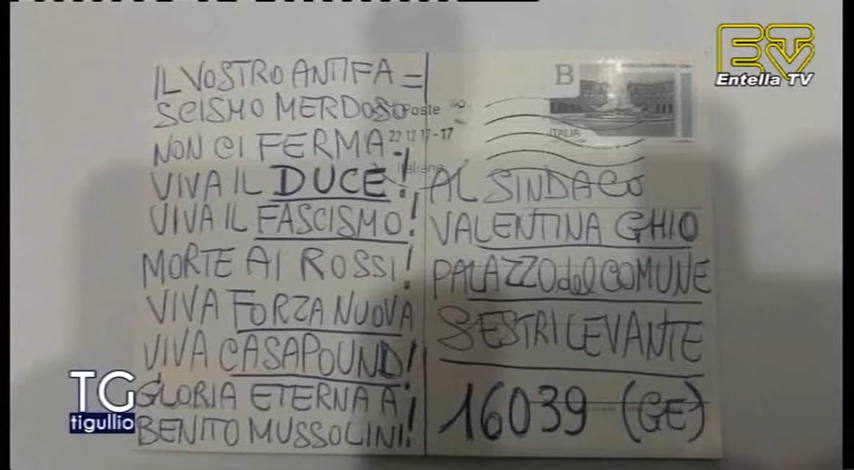 IL VOSTRO ANTIFA=
SCISMO MERDOSO
NON CI FERMA!
VIVA IL DUCE!
VIVA IL FASCISMO!
MORTE AI ROSSI!
VIVA FORZA NUOVA
VIVA CASAPOUND!
GLORIA ETERNA A
BENITO MUSSOLINI!
B
ITALIA
Poste
22 12 17-17
Italiane
AL SINDACO
VALENTINA GHIO
PALAZZO del COMUNE
SESTRI LEVANTE
16039 (GE)
ETV
Entella TV
TG
tigullio